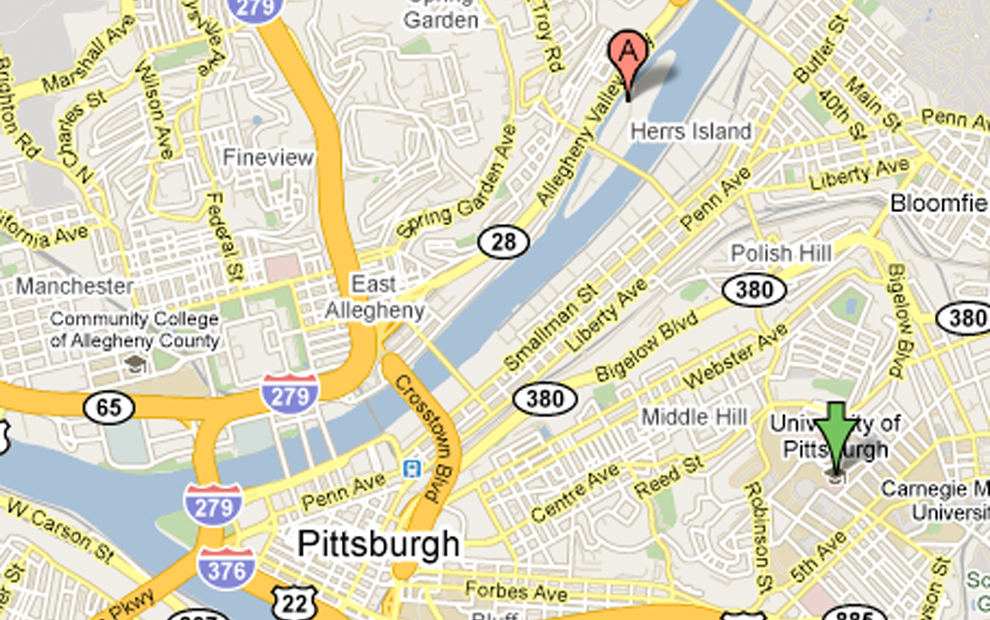 279
Spring
Garden
Troy Rd
Marshall Ave
A
Butler St
Brighton Rd
Charles St
N
Wilson Ave
40th St
Main St
Penn Av
Herrs Island
Fineview
Allegheny Valley
Liberty Ave
Penn Ave
Spring Garden Ave
Federal St
Bloomfie
ifornia Ave
28
Polish Hill
Manchester
East
Allegheny
380
Bigelow Blvd
380
Community College
of Allegheny County
Smallman St
Liberty Ave
Bigelow Blvd
Webster Ave
279
65
Crosstown Blvd
380
Middle Hill
University of
Pittsburgh
Penn Ave
Centre Ave
Reed St
Robinson St
Carnegie M
Universit
279
W Carson St
Pittsburgh
5th Ave
376
22
Forbes Ave
Pkwy
885
Bluff